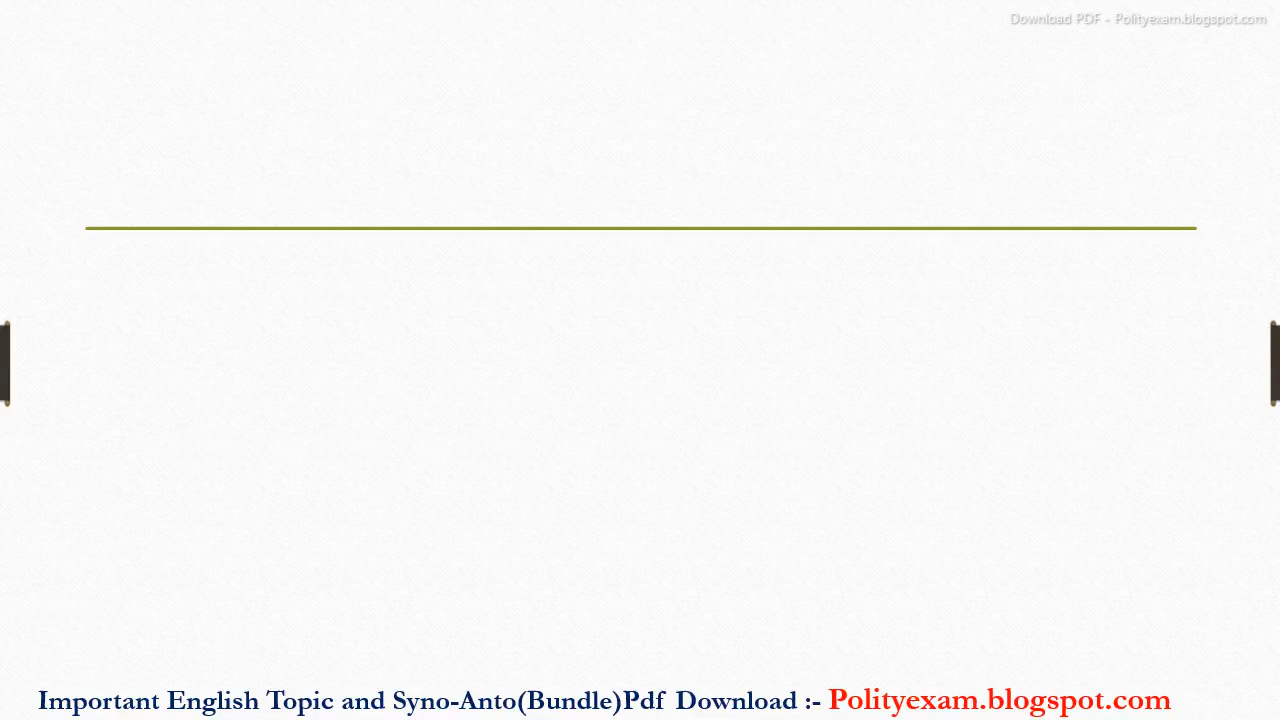 Download PDF - Polityexam.blogspot.com
Important English Topic and Syno-Anto(Bundle)Pdf Download :- Polityexam.blogspot.com